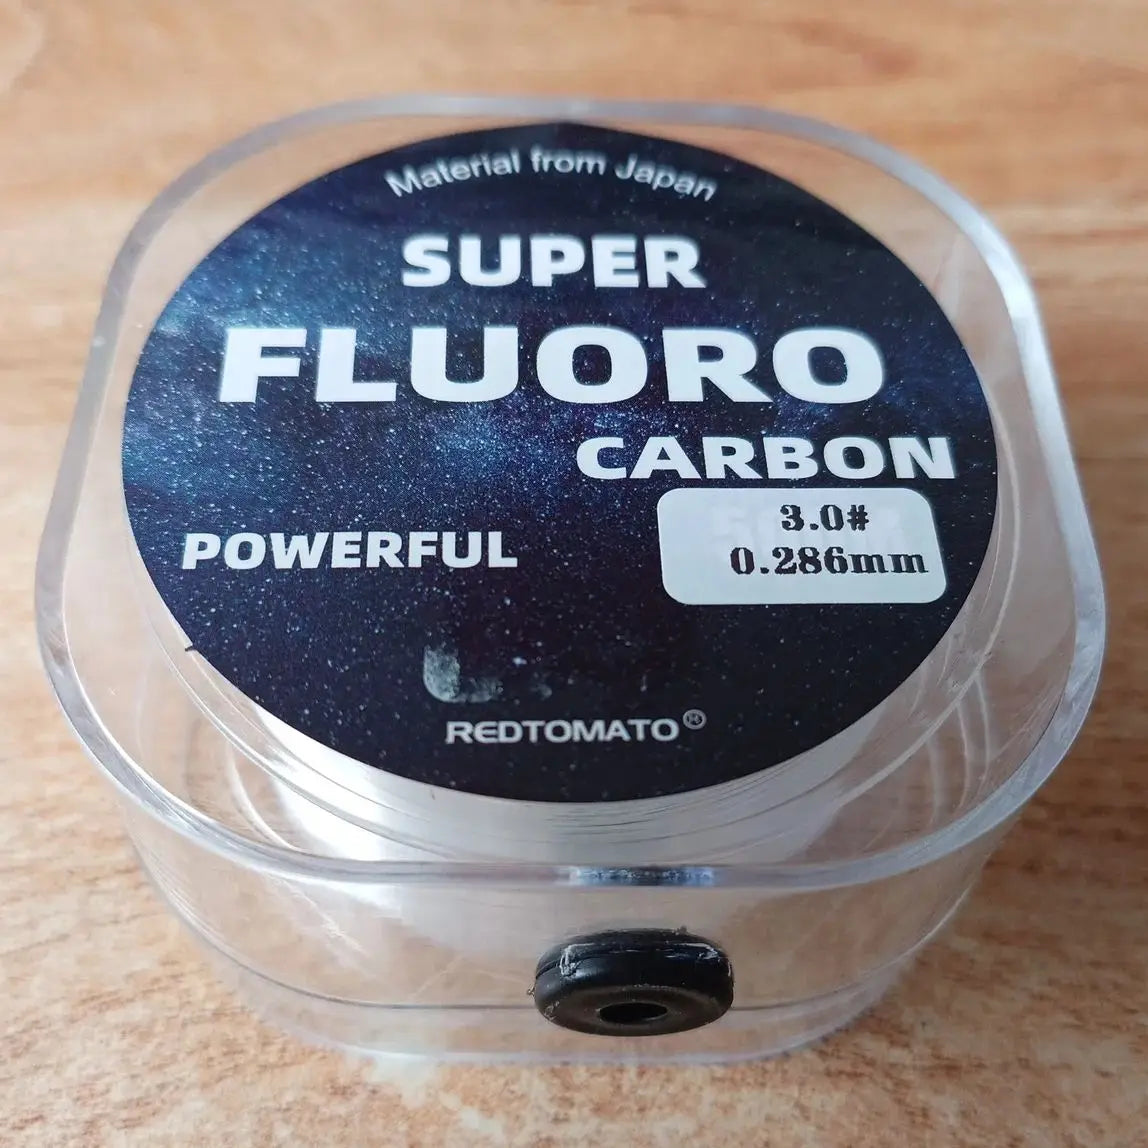 Material from Japan
SUPER
FLUORO
CARBON
3.0#
0.286mm
POWERFUL
REDTOMATO®